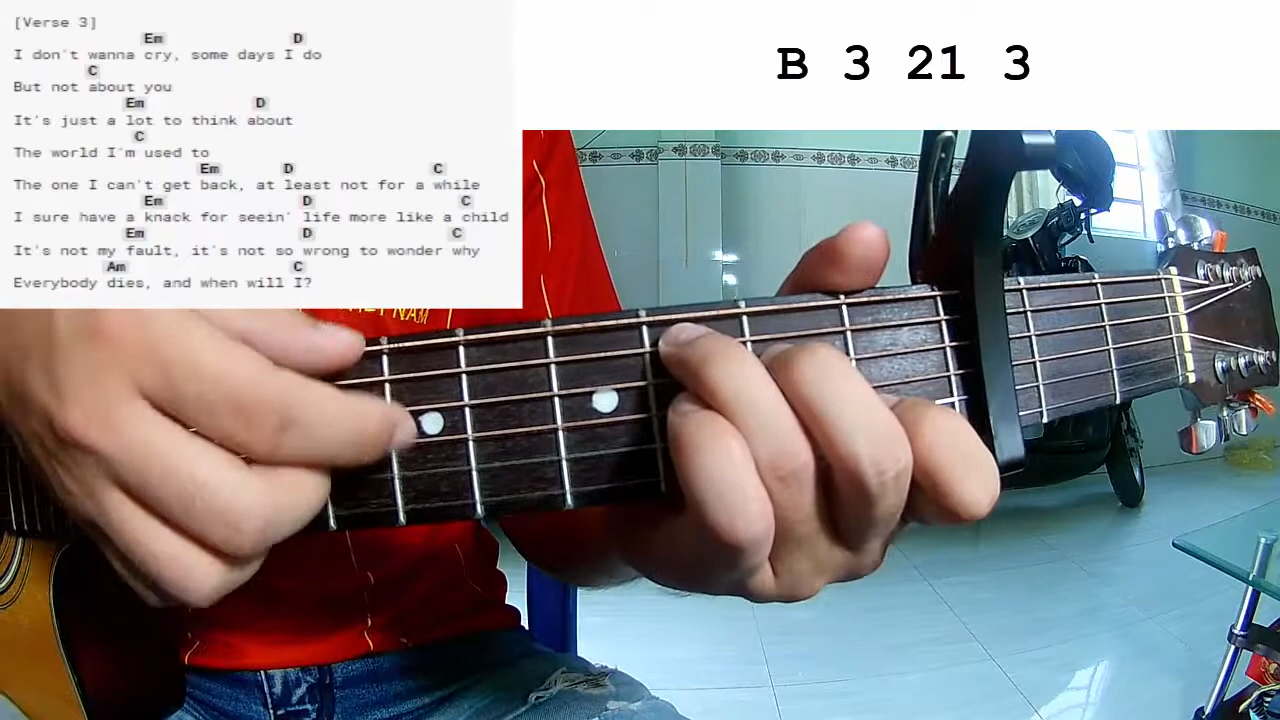 [Verse 3]
Em D
I don't wanna cry, some days I do
C
But not about you
Em D
It's just a lot to think about
C
The world I'm used to
Em D C
The one I can't get back, at least not for a while
Em D C
I sure have a knack for seein' life more like a child
Em D C
It's not my fault, it's not so wrong to wonder why
Am C
Everybody dies, and when will I?
B 3 21 3